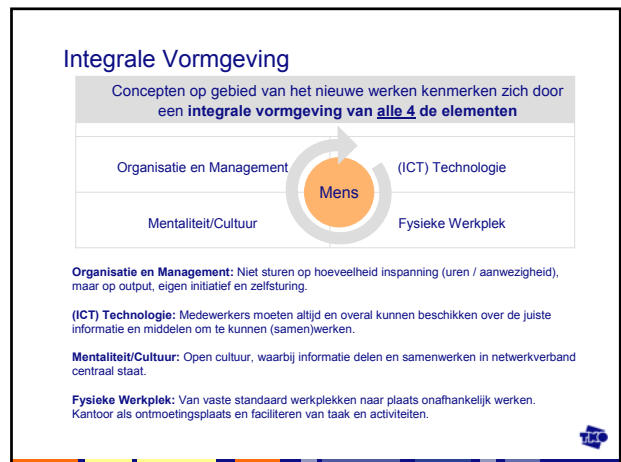 Integrale Vormgeving
Concepten op gebied van het nieuwe werken kenmerken zich door
een integrale vormgeving van alle 4 de elementen
Organisatie en Management
(ICT) Technologie
Mens
Mentaliteit/Cultuur
Fysieke Werkplek
Organisatie en Management: Niet sturen op hoeveelheid inspanning (uren / aanwezigheid),
maar op output, eigen initiatief en zelfsturing.
(ICT) Technologie: Medewerkers moeten altijd en overal kunnen beschikken over de juiste
informatie en middelen om te kunnen (samen)werken.
Mentaliteit/Cultuur: Open cultuur, waarbij informatie delen en samenwerken in netwerkverband
centraal staat.
Fysieke Werkplek: Van vaste standaard werkplekken naar plaats onafhankelijk werken.
Kantoor als ontmoetingsplaats en faciliteren van taak en activiteiten.